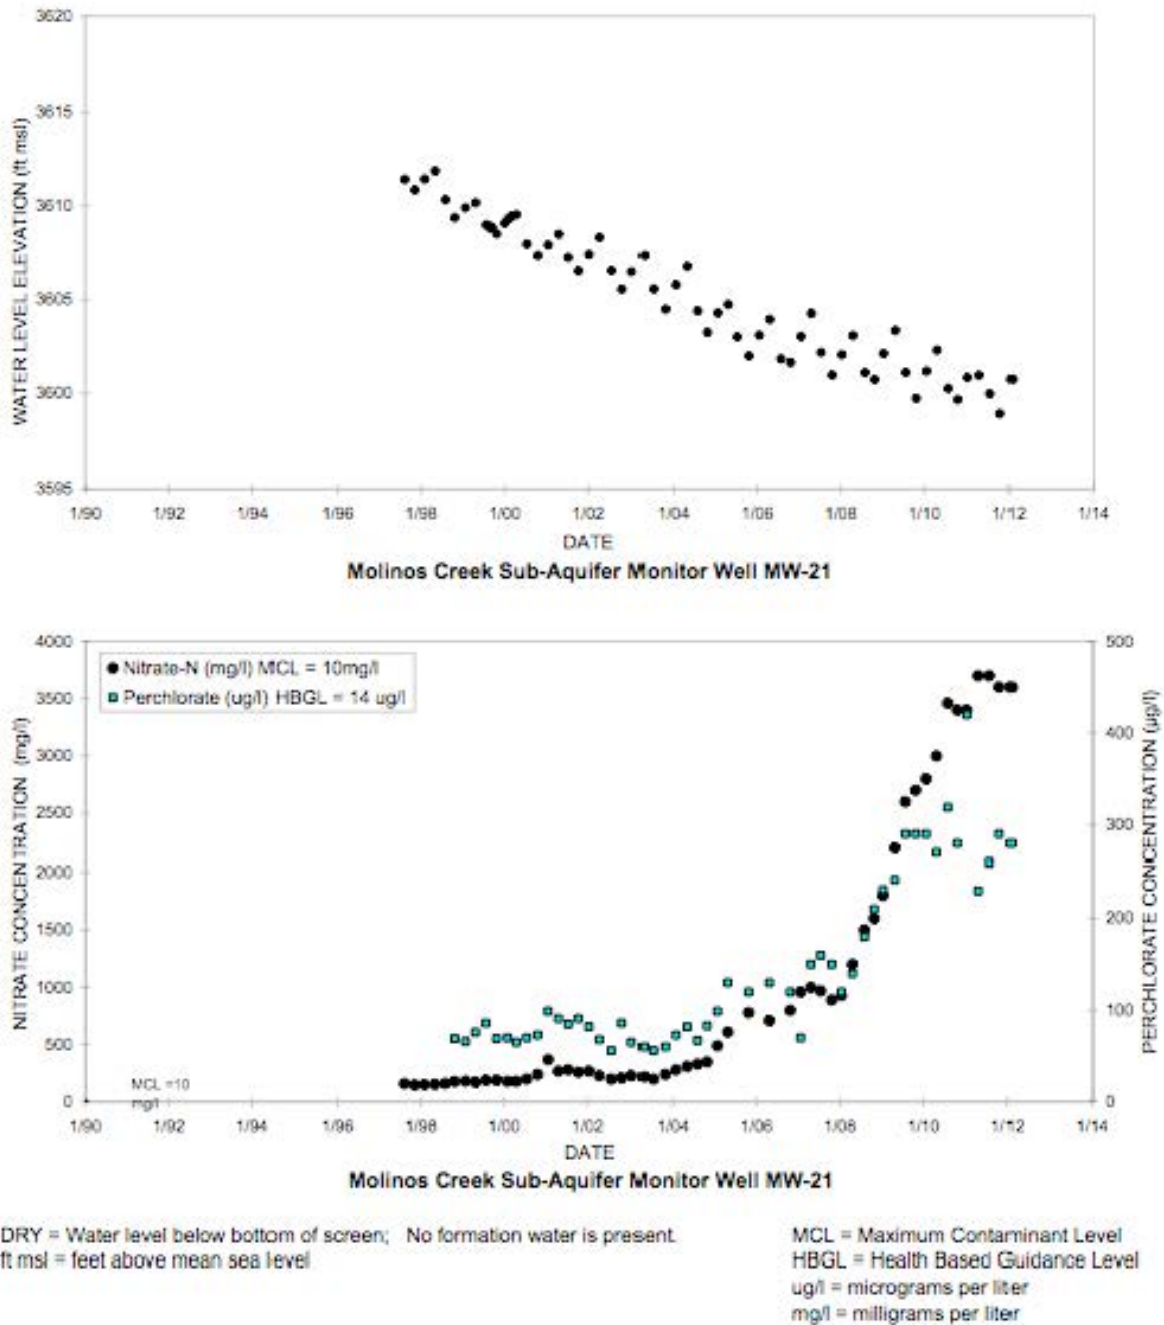 3620
3615
3610
3605
3600
3595
WATER LEVEL ELEVATION (ft msl)
1/90 1/92 1/94 1/96 1/98 1/00 1/02 1/04 1/06 1/08 1/10 1/12 1/14
DATE
Molinos Creek Sub-Aquifer Monitor Well MW-21
4000
3500
3000
2500
2000
1500
1000
500
0
NITRATE CONCENTRATION (mg/l)
Nitrate-N (mg/l) MCL = 10mg/l
Perchlorate (ug/l) HBGL = 14 ug/l
MCL =10
mg/l
500
400
300
200
100
0
PERCHLORATE CONCENTRATION (µg/l)
1/90 1/92 1/94 1/96 1/98 1/00 1/02 1/04 1/06 1/08 1/10 1/12 1/14
DATE
Molinos Creek Sub-Aquifer Monitor Well MW-21
DRY = Water level below bottom of screen; No formation water is present.
ft msl = feet above mean sea level
MCL = Maximum Contaminant Level
HBGL = Health Based Guidance Level
ug/l = micrograms per liter
mg/l = milligrams per liter